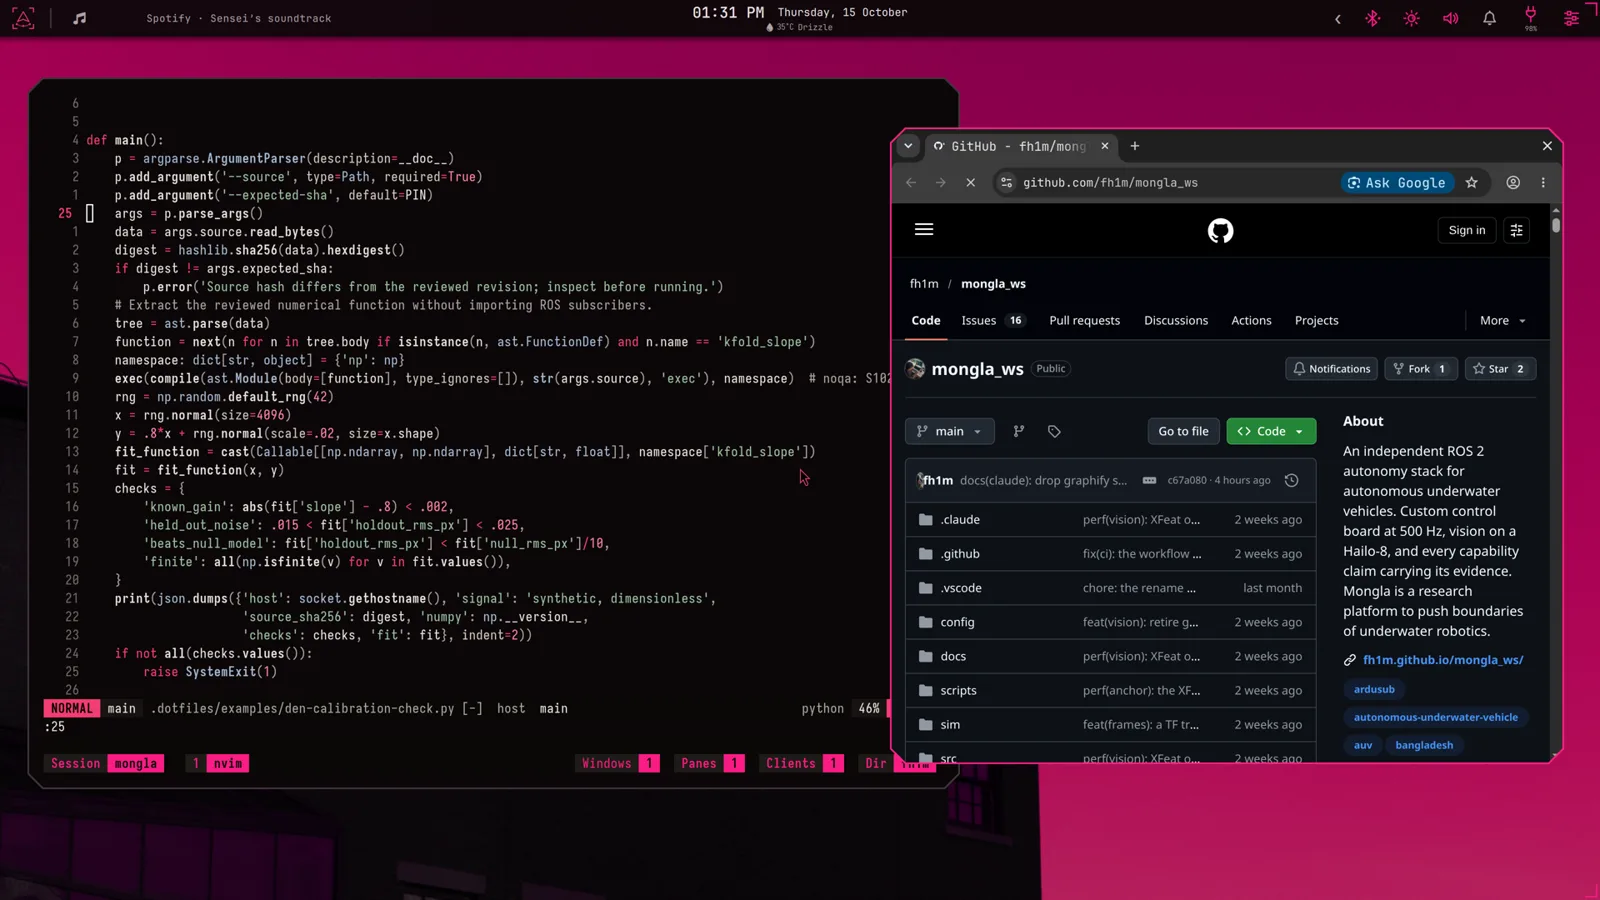 Spotify · Sensei's soundtrack
01:31 PM Thursday, 15 October
35°C Drizzle
98%
6
5
4 def main():
3 p = argparse.ArgumentParser(description=__doc__)
2 p.add_argument('--source', type=Path, required=True)
1 p.add_argument('--expected-sha', default=PIN)
25 args = p.parse_args()
1 data = args.source.read_bytes()
2 digest = hashlib.sha256(data).hexdigest()
3 if digest != args.expected_sha:
4 p.error('Source hash differs from the reviewed revision; inspect before running.')
5 # Extract the reviewed numerical function without importing ROS subscribers.
6 tree = ast.parse(data)
7 function = next(n for n in tree.body if isinstance(n, ast.FunctionDef) and n.name == 'kfold_slope')
8 namespace: dict[str, object] = {'np': np}
9 exec(compile(ast.Module(body=[function], type_ignores=[]), str(args.source), 'exec'), namespace) # noqa: S102
10 rng = np.random.default_rng(42)
11 x = rng.normal(size=4096)
12 y = .8*x + rng.normal(scale=.02, size=x.shape)
13 fit_function = cast(Callable[[np.ndarray, np.ndarray], dict[str, float]], namespace['kfold_slope'])
14 fit = fit_function(x, y)
15 checks = {
16 'known_gain': abs(fit['slope'] - .8) < .002,
17 'held_out_noise': .015 < fit['holdout_rms_px'] < .025,
18 'beats_null_model': fit['holdout_rms_px'] < fit['null_rms_px']/10,
19 'finite': all(np.isfinite(v) for v in fit.values()),
20 }
21 print(json.dumps({'host': socket.gethostname(), 'signal': 'synthetic, dimensionless',
22 'source_sha256': digest, 'numpy': np.__version__,
23 'checks': checks, 'fit': fit}, indent=2))
24 if not all(checks.values()):
25 raise SystemExit(1)
26
NORMAL main .dotfiles/examples/den-calibration-check.py [-] host main python 46%
:25
Session mongla 1 nvim Windows 1 Panes 1 Clients 1 Dir
GitHub - fh1m/mong
github.com/fh1m/mongla_ws Ask Google
Sign in
fh1m / mongla_ws
Code Issues 16 Pull requests Discussions Actions Projects More
mongla_ws Public Notifications Fork 1 Star 2
main Go to file Code
fh1m docs(claude): drop graphify s... c67a080 · 4 hours ago
.claude perf(vision): XFeat o... 2 weeks ago
.github fix(ci): the workflow ... 2 weeks ago
.vscode chore: the rename ... last month
config feat(vision): retire g... 2 weeks ago
docs perf(vision): XFeat o... 2 weeks ago
scripts perf(anchor): the XF... 2 weeks ago
sim feat(frames): a TF tr... 2 weeks ago
src perf(vision): XFeat o... 2 weeks ago
About
An independent ROS 2
autonomy stack for
autonomous underwater
vehicles. Custom control
board at 500 Hz, vision on a
Hailo-8, and every capability
claim carrying its evidence.
Mongla is a research
platform to push boundaries
of underwater robotics.
fh1m.github.io/mongla_ws/
ardusub
autonomous-underwater-vehicle
auv bangladesh